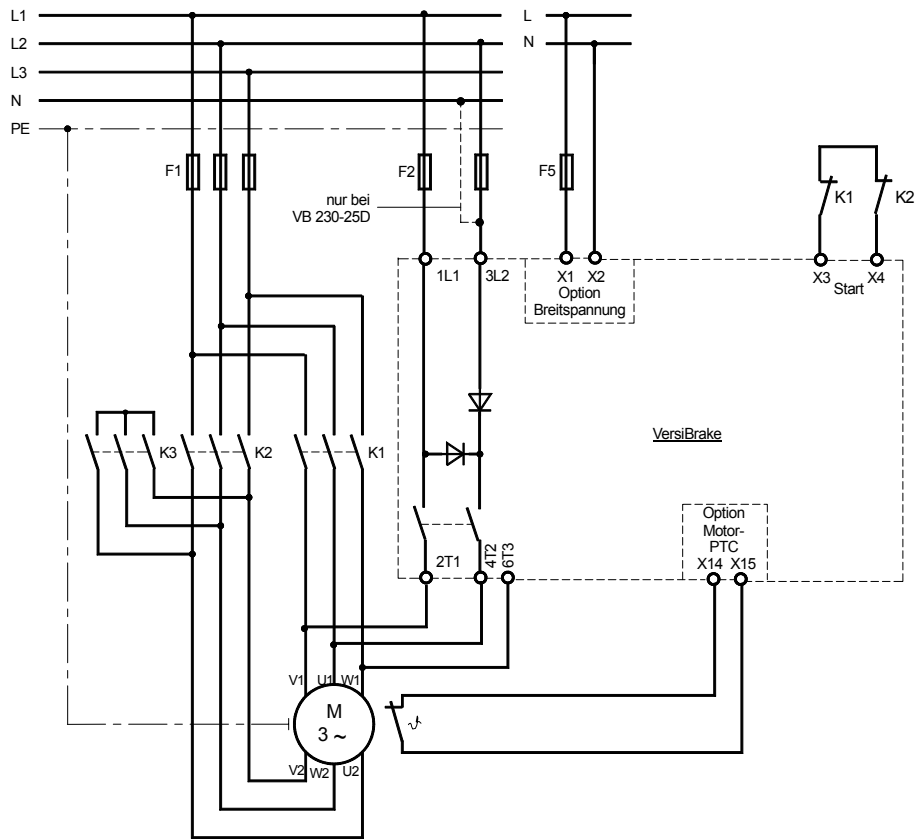 L1
L2
L3
N
PE
L
N
F1
F2
F5
nur bei
VB 230-25D
K1
K2
1L1
3L2
X1
X2
Option
Breitspannung
X3
X4
Start
VersiBrake
K3
K2
K1
Option
Motor-
PTC
X14
X15
2T1
4T2
6T3
V1
U1
W1
M
3 ~
ϑ
V2
W2
U2